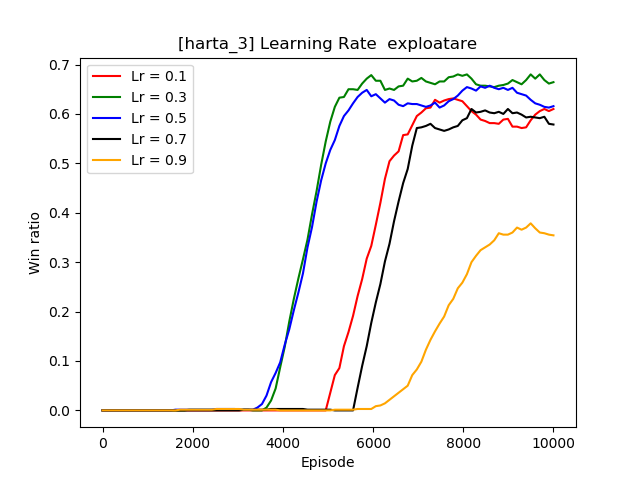 [harta_3] Learning Rate  exploatare
Win ratio
0.7
0.6
0.5
0.4
0.3
0.2
0.1
0.0
Lr = 0.1
Lr = 0.3
Lr = 0.5
Lr = 0.7
Lr = 0.9
0 2000 4000 6000 8000 10000
Episode